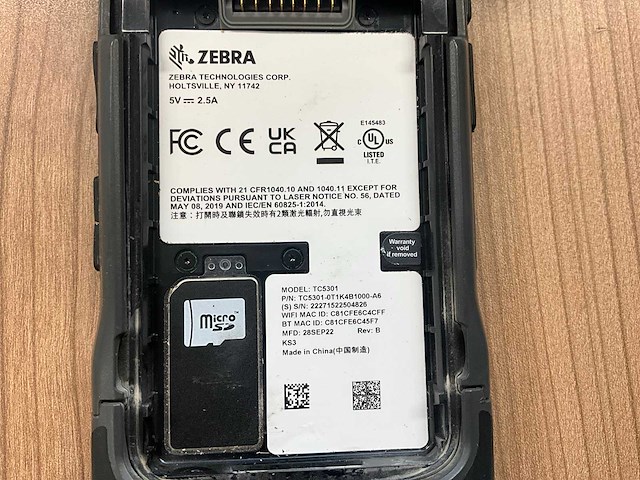 ZEBRA
ZEBRA TECHNOLOGIES CORP.
HOLTSVILLE, NY 11742
5V ⎓ 2.5A
FC CE UK CA
E145483
c UL us
LISTED
I.T.E.
COMPLIES WITH 21 CFR1040.10 AND 1040.11 EXCEPT FOR
DEVIATIONS PURSUANT TO LASER NOTICE NO. 56, DATED
MAY 08, 2019 AND IEC/EN 60825-1:2014.
注意：打開時及聯鎖失效時有2類激光輻射,勿直視光束
Warranty
void
if removed
MODEL: TC5301
P/N: TC5301-0T1K4B1000-A6
(S) S/N: 22271522504826
WIFI MAC ID: C81CFE6C4CFF
BT MAC ID: C81CFE6C45F7
MFD: 28SEP22 Rev: B
KS3
Made in China(中国制造)
Micro
SD